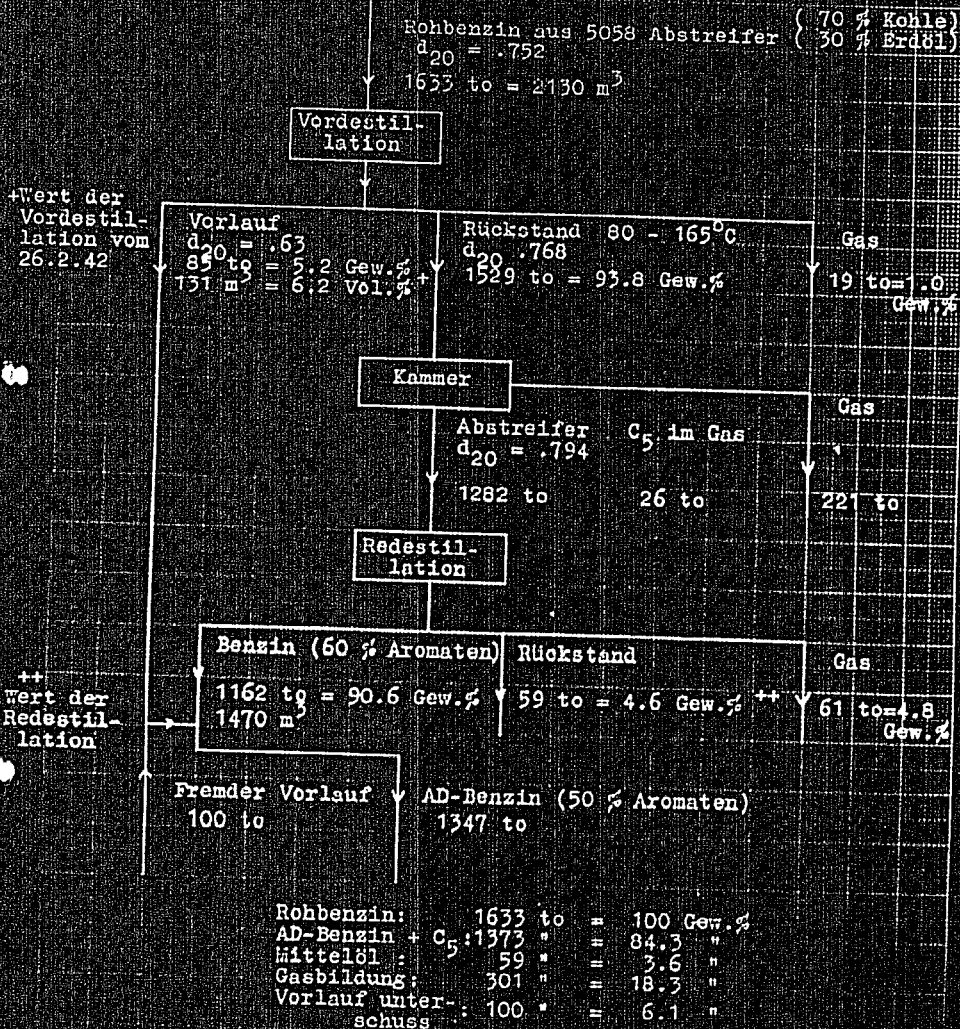 Rohbenzin aus 5058 Abstreifer ( 70 % Kohle)
( 30 % Erdöl)
d20 = .752
1633 to = 2130 m3
Vordestil-
lation
+Wert der
Vordestil-
lation vom
26.2.42
Vorlauf
d20 = .63
85 to = 5.2 Gew.%
131 m3 = 6.2 Vol.% +
Rückstand 80 - 165°C
d20 .768
1529 to = 93.8 Gew.%
Gas
19 to=1.0
Gew.%
Kammer
Abstreifer
d20 = .794
1282 to
C5 im Gas
26 to
Gas
221 to
Redestil-
lation
Benzin (60 % Aromaten)
1162 to = 90.6 Gew.%
1470 m3
Rückstand
59 to = 4.6 Gew.% ++
Gas
61 to=4.8
Gew.%
++
Wert der
Redestil-
lation
Fremder Vorlauf
100 to
AD-Benzin (50 % Aromaten)
1347 to
Rohbenzin: 1633 to = 100 Gew.%
AD-Benzin + C5:1373 " = 84.3 "
Mittelöl : 59 " = 3.6 "
Gasbildung: 301 " = 18.3 "
Vorlauf unter-
schuss : 100 " = 6.1 "